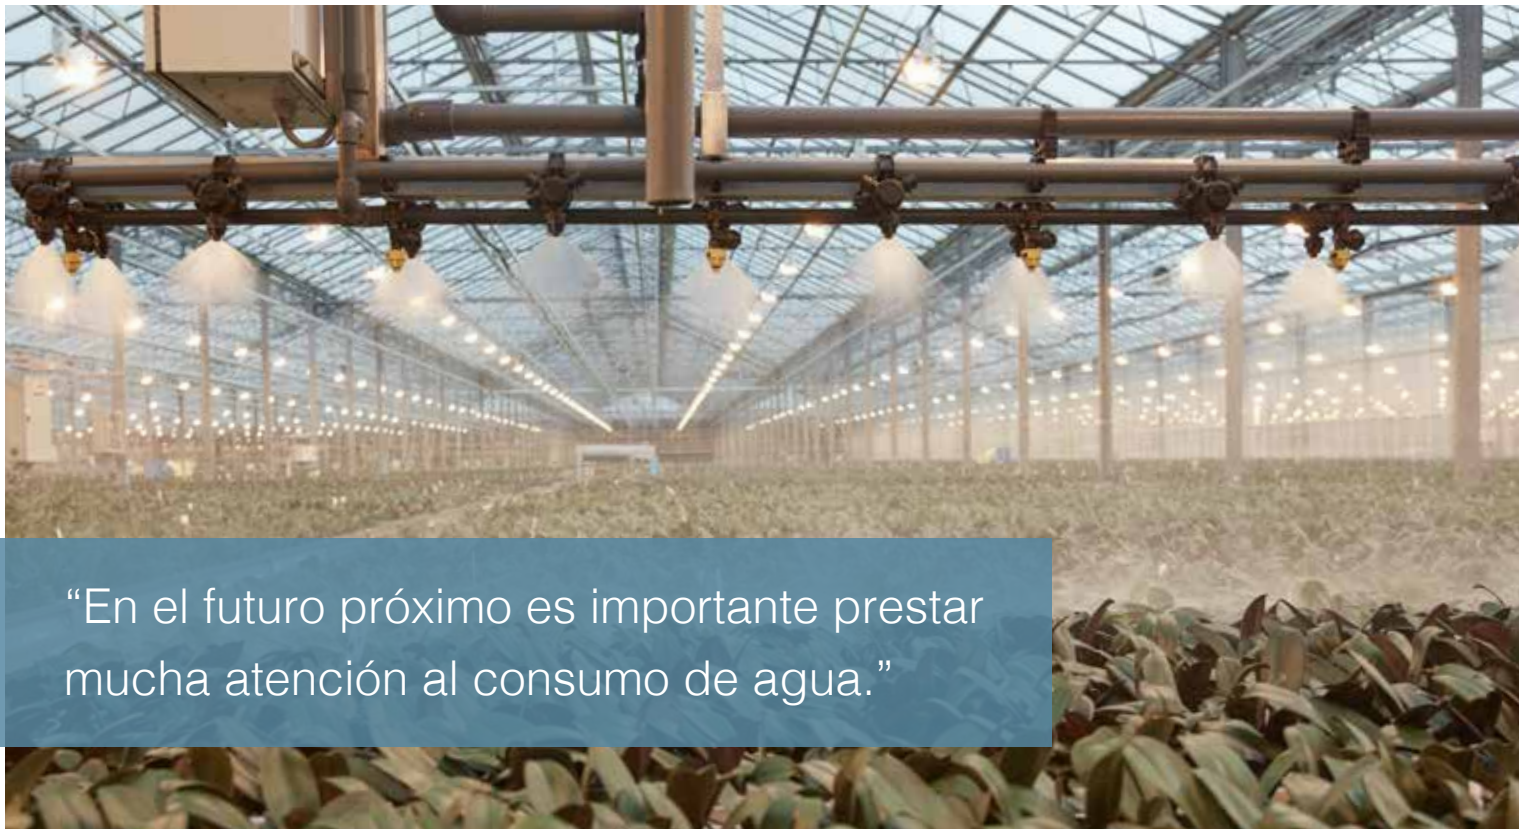 “En el futuro próximo es importante prestar
mucha atención al consumo de agua.”